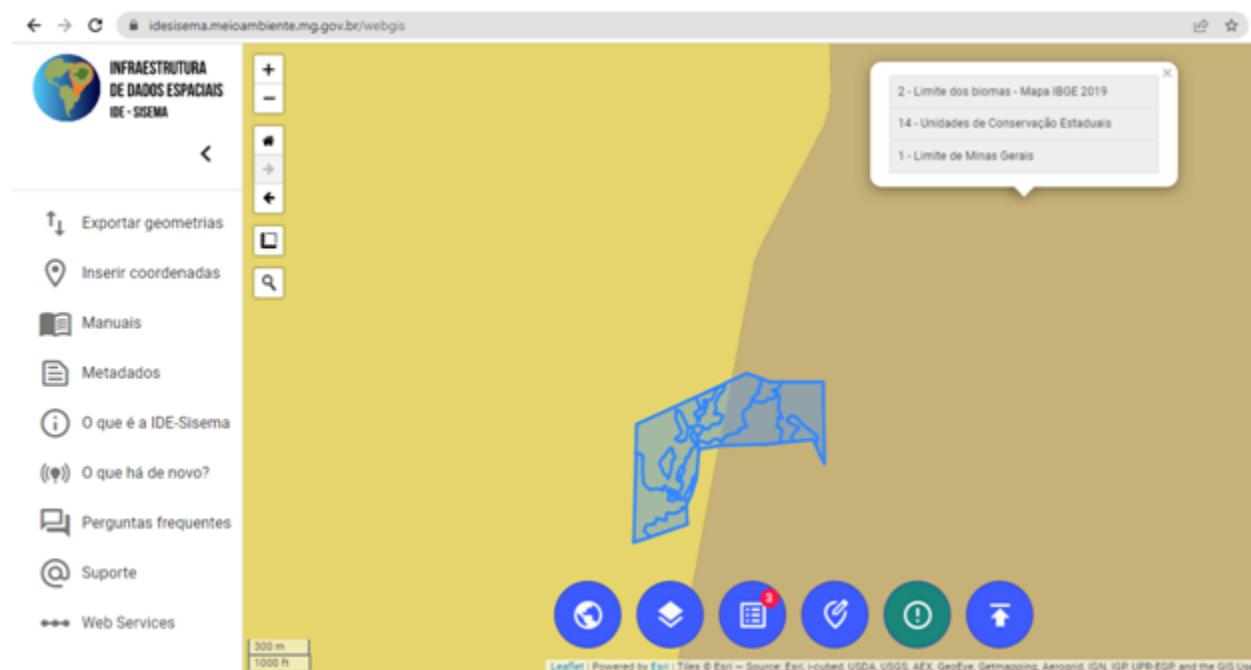 idesisema.meioambiente.mg.gov.br/webgis
INFRAESTRUTURA
DE DADOS ESPACIAIS
IDE - SISEMA
Exportar geometrias
Inserir coordenadas
Manuais
Metadados
O que é a IDE-Sisema
O que há de novo?
Perguntas frequentes
Suporte
Web Services
2 - Limite dos biomas - Mapa IBGE 2019
14 - Unidades de Conservação Estaduais
1 - Limite de Minas Gerais
3
300 m
1000 ft
Leaflet | Powered by Esri | Tiles © Esri — Source: Esri, i-cubed, USDA, USGS, AEX, GeoEye, Getmapping, Aerogrid, IGN, IGP, UPR-EGP, and the GIS Us